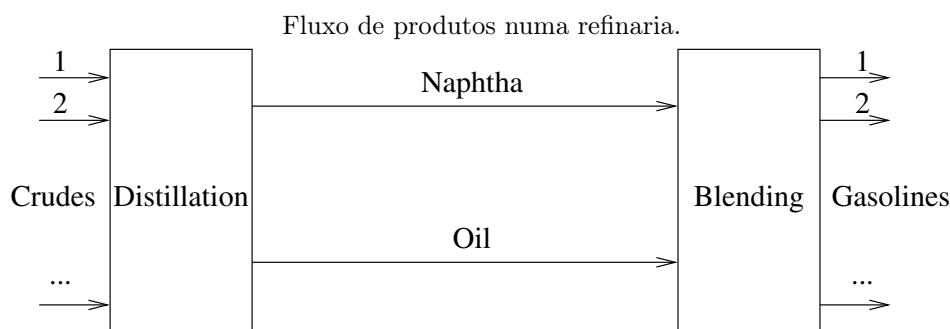 Fluxo de produtos numa refinaria.
1
2
Crudes
...
Distillation
Naphtha
Oil
Blending
1
2
Gasolines
...